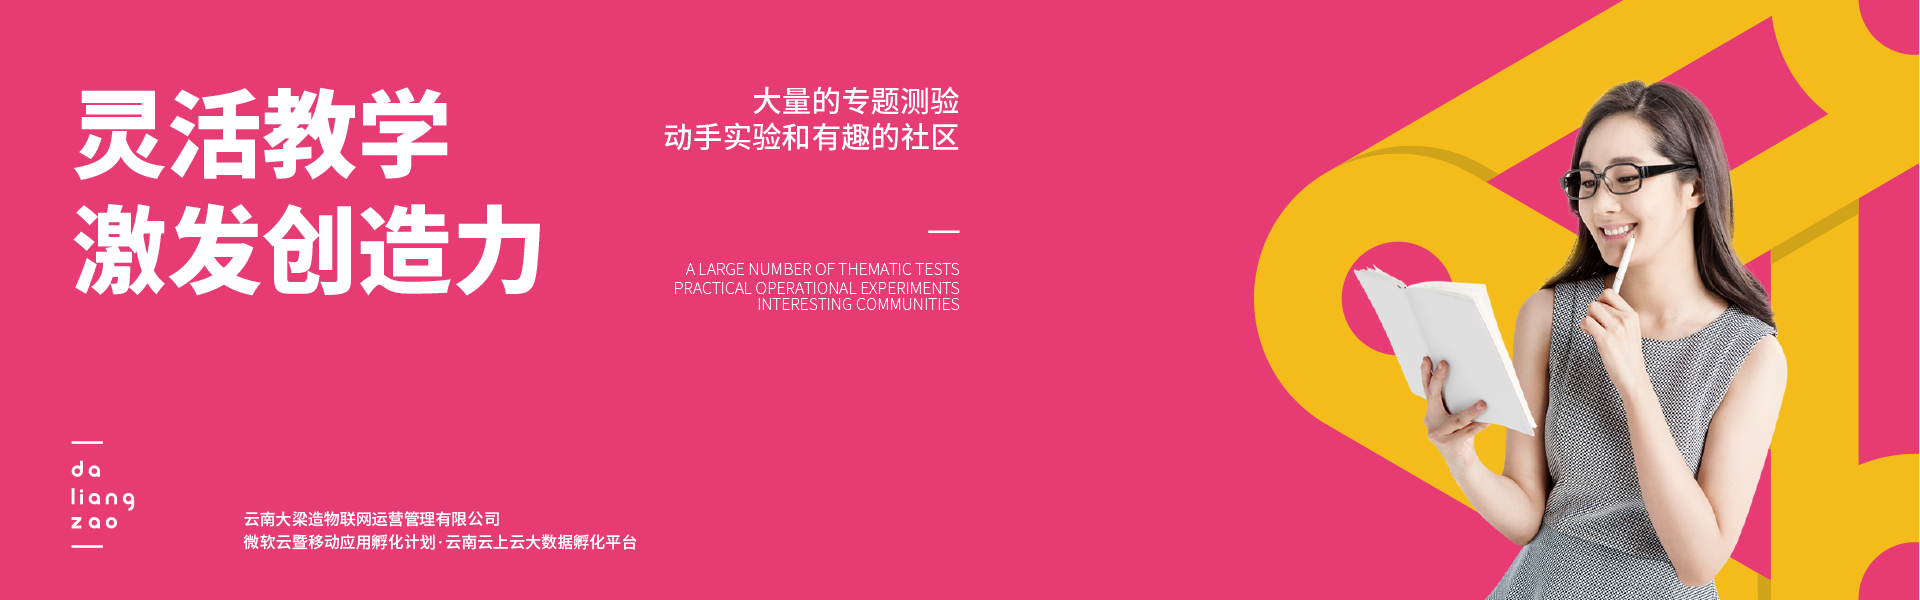 灵活教学
激发创造力
大量的专题测验
动手实验和有趣的社区
A LARGE NUMBER OF THEMATIC TESTS
PRACTICAL OPERATIONAL EXPERIMENTS
INTERESTING COMMUNITIES
da
liang
zao
云南大梁造物联网运营管理有限公司
微软云暨移动应用孵化计划·云南云上云大数据孵化平台